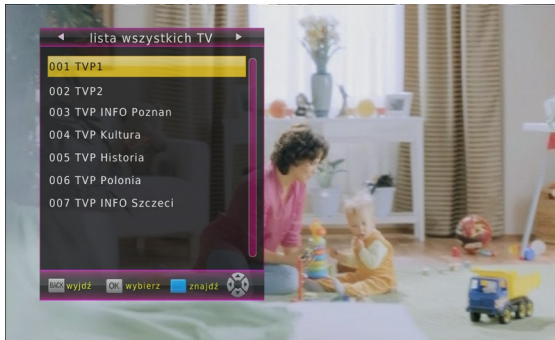 lista wszystkich TV
001 TVP1
002 TVP2
003 TVP INFO Poznan
004 TVP Kultura
005 TVP Historia
006 TVP Polonia
007 TVP INFO Szczeci
BACK wyjdź OK wybierz znajdź